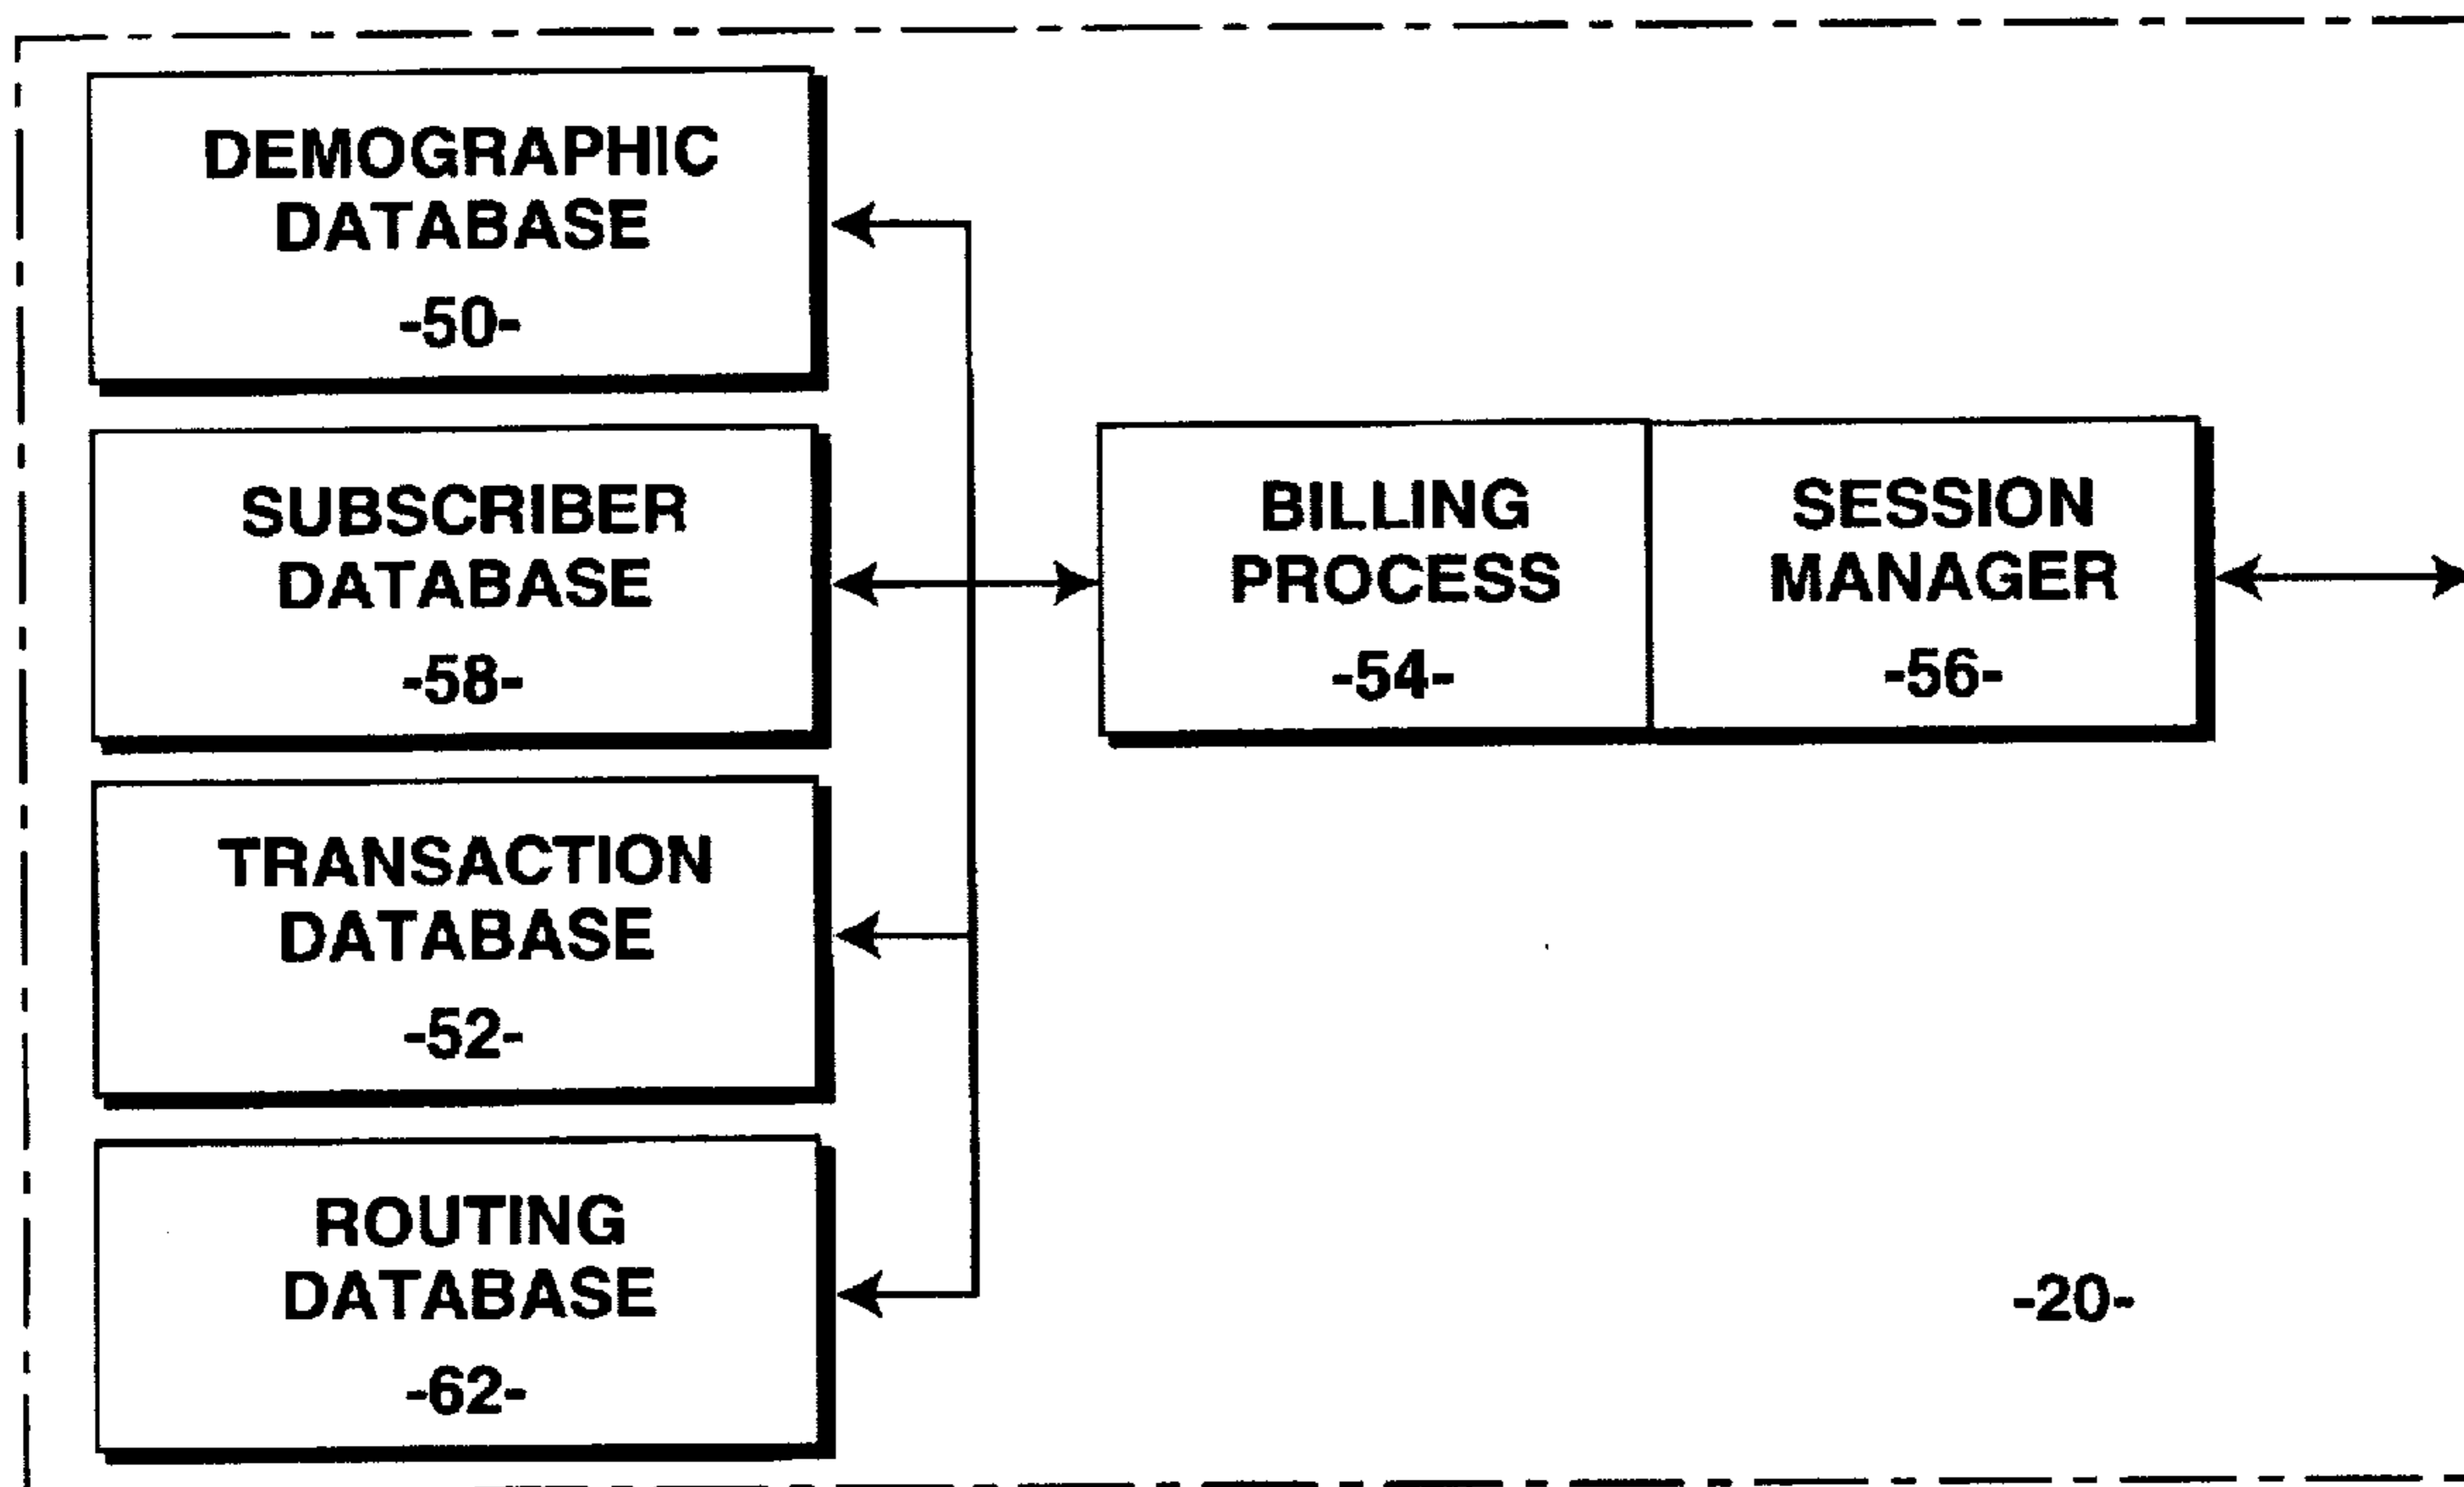 DEMOGRAPHIC
DATABASE
-50-
SUBSCRIBER
DATABASE
-58-
BILLING
PROCESS
-54-
SESSION
MANAGER
-56-
TRANSACTION
DATABASE
-52-
ROUTING
DATABASE
-62-
-20-